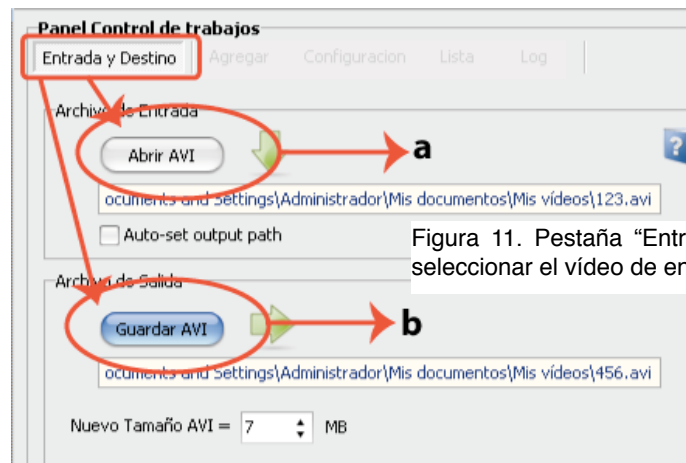 Panel Control de trabajos
Entrada y Destino Agregar Configuracion Lista Log
Archivo de Entrada
Abrir AVI
a
?
ocuments and Settings\Administrador\Mis documentos\Mis vídeos\123.avi
Auto-set output path
Figura 11. Pestaña “Entr
seleccionar el vídeo de en
Archivo de Salida
Guardar AVI
b
ocuments and Settings\Administrador\Mis documentos\Mis vídeos\456.avi
Nuevo Tamaño AVI = 7 MB